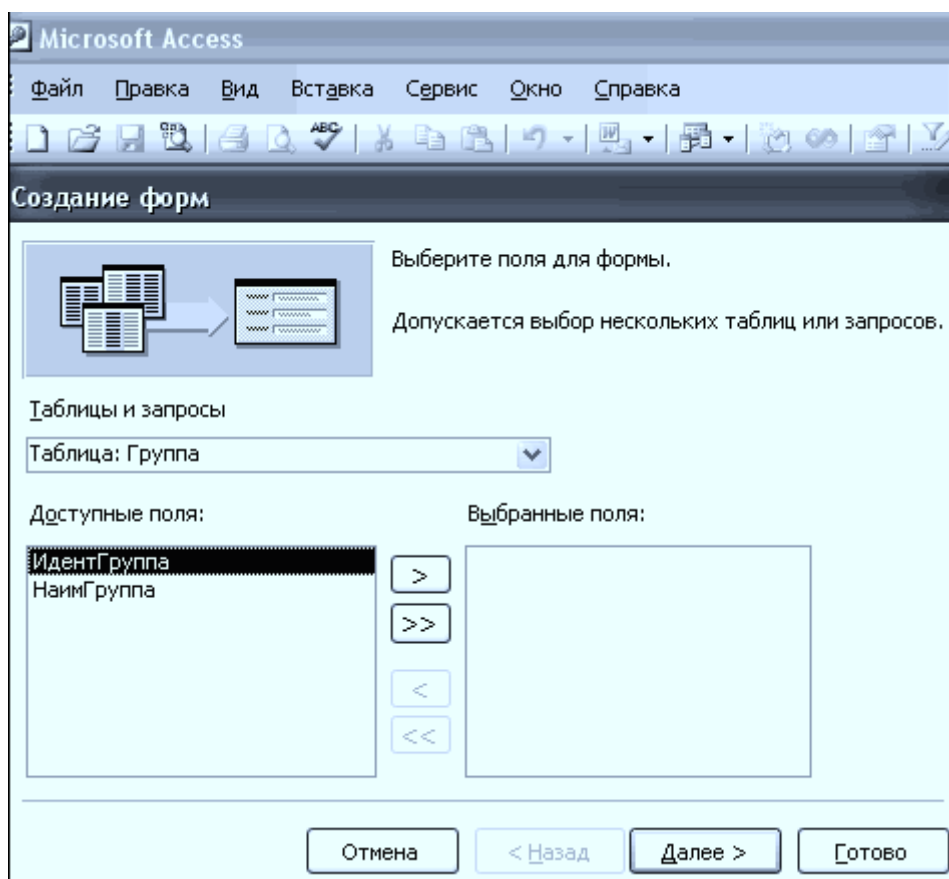 Microsoft Access
Файл Правка Вид Вставка Сервис Окно Справка
ABC
Создание форм
Выберите поля для формы.
Допускается выбор нескольких таблиц или запросов.
Таблицы и запросы
Таблица: Группа
Доступные поля: Выбранные поля:
ИдентГруппа
НаимГруппа
>
>>
<
<<
Отмена < Назад Далее > Готово